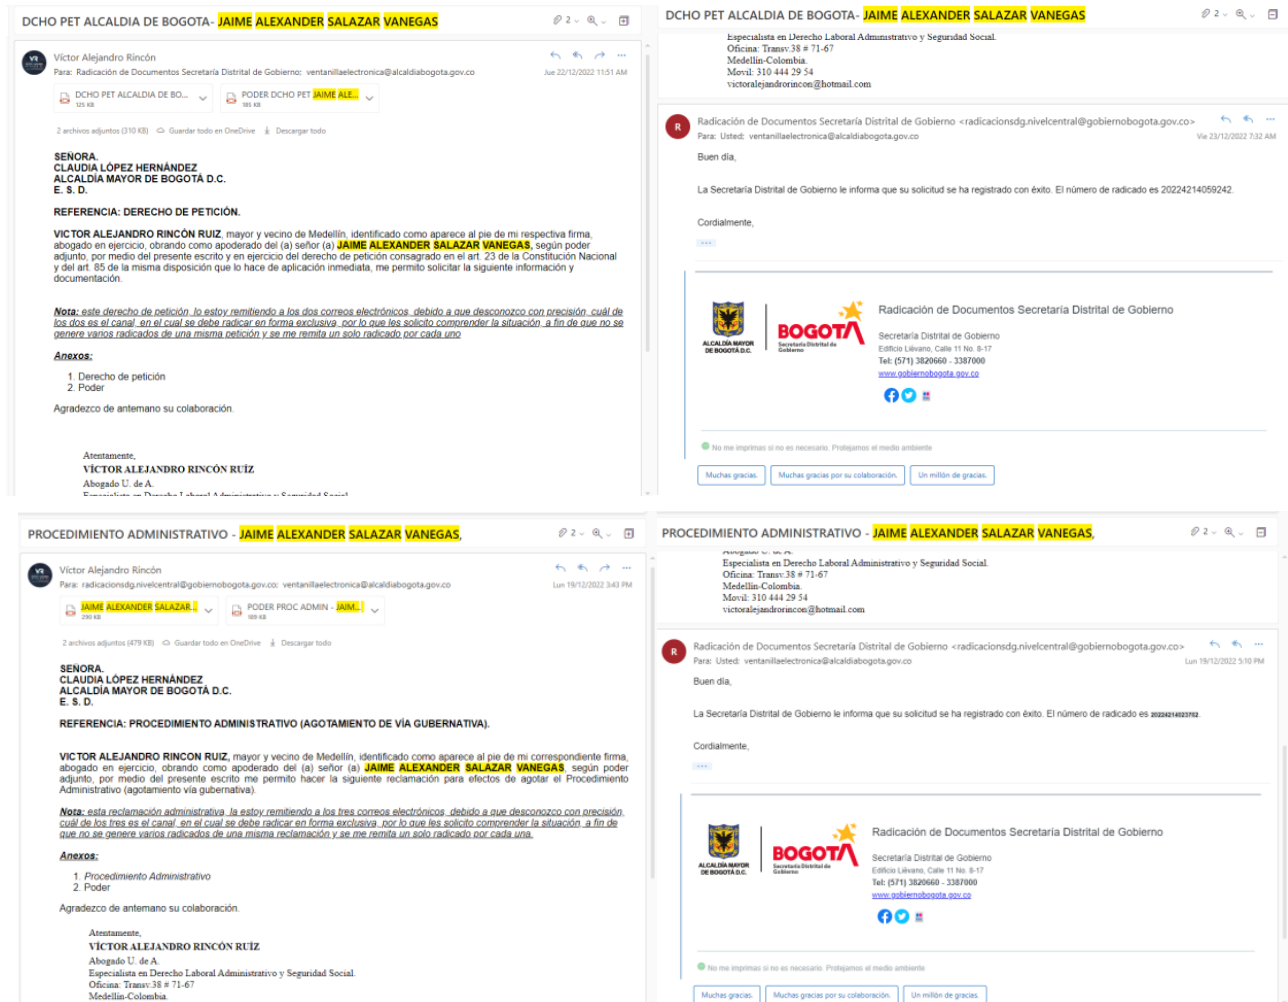 DCHO PET ALCALDIA DE BOGOTA- JAIME ALEXANDER SALAZAR VANEGAS
2
VR
Víctor Alejandro Rincón
Para: Radicación de Documentos Secretaría Distrital de Gobierno; ventanillaelectronica@alcaldiabogota.gov.co
Jue 22/12/2022 11:51 AM
DCHO PET ALCALDIA DE BO...
125 KB
PODER DCHO PET JAIME ALE...
185 KB
2 archivos adjuntos (310 KB) Guardar todo en OneDrive Descargar todo
SEÑORA.
CLAUDIA LÓPEZ HERNÁNDEZ
ALCALDÍA MAYOR DE BOGOTÁ D.C.
E. S. D.
REFERENCIA: DERECHO DE PETICIÓN.
VICTOR ALEJANDRO RINCÓN RUIZ, mayor y vecino de Medellín, identificado como aparece al pie de mi respectiva firma,
abogado en ejercicio, obrando como apoderado del (a) señor (a) JAIME ALEXANDER SALAZAR VANEGAS, según poder
adjunto, por medio del presente escrito y en ejercicio del derecho de petición consagrado en el art. 23 de la Constitución Nacional
y del art. 85 de la misma disposición que lo hace de aplicación inmediata, me permito solicitar la siguiente información y
documentación.
Nota: este derecho de petición, lo estoy remitiendo a los dos correos electrónicos, debido a que desconozco con precisión, cuál de
los dos es el canal, en el cual se debe radicar en forma exclusiva, por lo que les solicito comprender la situación, a fin de que no se
genere varios radicados de una misma petición y se me remita un solo radicado por cada uno
Anexos:
1. Derecho de petición
2. Poder
Agradezco de antemano su colaboración.
Atentamente,
VÍCTOR ALEJANDRO RINCÓN RUÍZ
Abogado U. de A.
Especialista en Derecho Laboral Administrativo y Seguridad Social
DCHO PET ALCALDIA DE BOGOTA- JAIME ALEXANDER SALAZAR VANEGAS
2
Especialista en Derecho Laboral Administrativo y Seguridad Social.
Oficina: Transv.38 # 71-67
Medellín-Colombia.
Movil: 310 444 29 54
victoralejandrorincon@hotmail.com
R
Radicación de Documentos Secretaría Distrital de Gobierno <radicacionsdg.nivelcentral@gobiernobogota.gov.co>
Para: Usted; ventanillaelectronica@alcaldiabogota.gov.co
Vie 23/12/2022 7:32 AM
Buen día,
La Secretaría Distrital de Gobierno le informa que su solicitud se ha registrado con éxito. El número de radicado es 20224214059242.
Cordialmente,
ALCALDÍA MAYOR
DE BOGOTÁ D.C.
BOGOTÁ
Secretaría Distrital de
Gobierno
Radicación de Documentos Secretaría Distrital de Gobierno
Secretaría Distrital de Gobierno
Edificio Liévano, Calle 11 No. 8-17
Tel: (571) 3820660 - 3387000
www.gobiernobogota.gov.co
No me imprimas si no es necesario. Protejamos el medio ambiente
Muchas gracias.
Muchas gracias por su colaboración.
Un millón de gracias.
PROCEDIMIENTO ADMINISTRATIVO - JAIME ALEXANDER SALAZAR VANEGAS,
2
VR
Víctor Alejandro Rincón
Para: radicacionsdg.nivelcentral@gobiernobogota.gov.co; ventanillaelectronica@alcaldiabogota.gov.co
Lun 19/12/2022 3:43 PM
JAIME ALEXANDER SALAZAR...
290 KB
PODER PROC ADMIN - JAIM...
189 KB
2 archivos adjuntos (479 KB) Guardar todo en OneDrive Descargar todo
SEÑORA.
CLAUDIA LÓPEZ HERNÁNDEZ
ALCALDÍA MAYOR DE BOGOTÁ D.C.
E. S. D.
REFERENCIA: PROCEDIMIENTO ADMINISTRATIVO (AGOTAMIENTO DE VÍA GUBERNATIVA).
VICTOR ALEJANDRO RINCON RUIZ, mayor y vecino de Medellín, identificado como aparece al pie de mi correspondiente firma,
abogado en ejercicio, obrando como apoderado del (a) señor (a) JAIME ALEXANDER SALAZAR VANEGAS, según poder
adjunto, por medio del presente escrito me permito hacer la siguiente reclamación para efectos de agotar el Procedimiento
Administrativo (agotamiento vía gubernativa).
Nota: esta reclamación administrativa, la estoy remitiendo a los tres correos electrónicos, debido a que desconozco con precisión,
cuál de los tres es el canal, en el cual se debe radicar en forma exclusiva, por lo que les solicito comprender la situación, a fin de
que no se genere varios radicados de una misma reclamación y se me remita un solo radicado por cada una.
Anexos:
1. Procedimiento Administrativo
2. Poder
Agradezco de antemano su colaboración.
Atentamente,
VÍCTOR ALEJANDRO RINCÓN RUÍZ
Abogado U. de A.
Especialista en Derecho Laboral Administrativo y Seguridad Social.
Oficina: Transv.38 # 71-67
Medellín-Colombia.
PROCEDIMIENTO ADMINISTRATIVO - JAIME ALEXANDER SALAZAR VANEGAS,
2
Abogado U. de A.
Especialista en Derecho Laboral Administrativo y Seguridad Social.
Oficina: Transv.38 # 71-67
Medellín-Colombia.
Movil: 310 444 29 54
victoralejandrorincon@hotmail.com
R
Radicación de Documentos Secretaría Distrital de Gobierno <radicacionsdg.nivelcentral@gobiernobogota.gov.co>
Para: Usted; ventanillaelectronica@alcaldiabogota.gov.co
Lun 19/12/2022 5:10 PM
Buen día,
La Secretaría Distrital de Gobierno le informa que su solicitud se ha registrado con éxito. El número de radicado es
Cordialmente,
ALCALDÍA MAYOR
DE BOGOTÁ D.C.
BOGOTÁ
Secretaría Distrital de
Gobierno
Radicación de Documentos Secretaría Distrital de Gobierno
Secretaría Distrital de Gobierno
Edificio Liévano, Calle 11 No. 8-17
Tel: (571) 3820660 - 3387000
www.gobiernobogota.gov.co
No me imprimas si no es necesario. Protejamos el medio ambiente
Muchas gracias.
Muchas gracias por su colaboración.
Un millón de gracias.